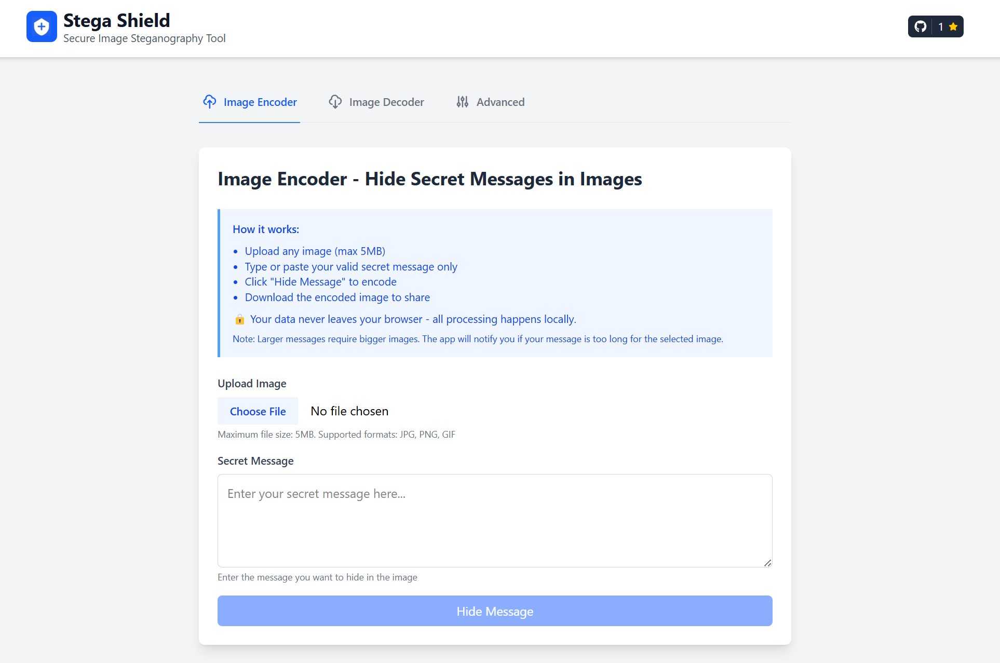 Stega Shield
Secure Image Steganography Tool
1
Image Encoder
Image Decoder
Advanced
Image Encoder - Hide Secret Messages in Images
How it works:
Upload any image (max 5MB)
Type or paste your valid secret message only
Click "Hide Message" to encode
Download the encoded image to share
Your data never leaves your browser - all processing happens locally.
Note: Larger messages require bigger images. The app will notify you if your message is too long for the selected image.
Upload Image
Choose File No file chosen
Maximum file size: 5MB. Supported formats: JPG, PNG, GIF
Secret Message
Enter your secret message here...
Enter the message you want to hide in the image
Hide Message